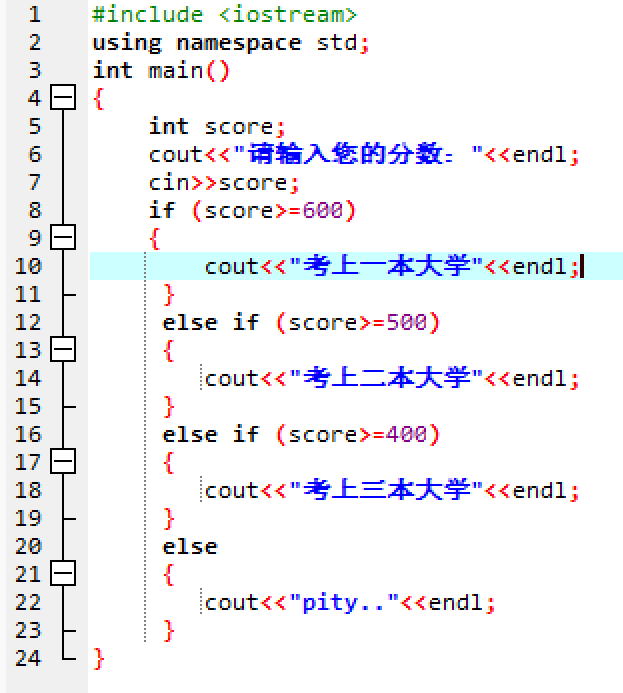 1 #include <iostream>
2 using namespace std;
3 int main()
4 {
5 int score;
6 cout<<"请输入您的分数："<<endl;
7 cin>>score;
8 if (score>=600)
9 {
10 cout<<"考上一本大学"<<endl;
11 }
12 else if (score>=500)
13 {
14 cout<<"考上二本大学"<<endl;
15 }
16 else if (score>=400)
17 {
18 cout<<"考上三本大学"<<endl;
19 }
20 else
21 {
22 cout<<"pity.."<<endl;
23 }
24 }